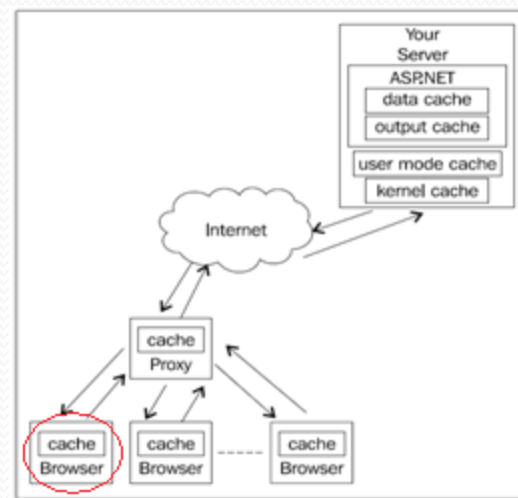 Your
Server
ASP.NET
data cache
output cache
user mode cache
kernel cache
Internet
cache
Proxy
cache
Browser
cache
Browser
cache
Browser